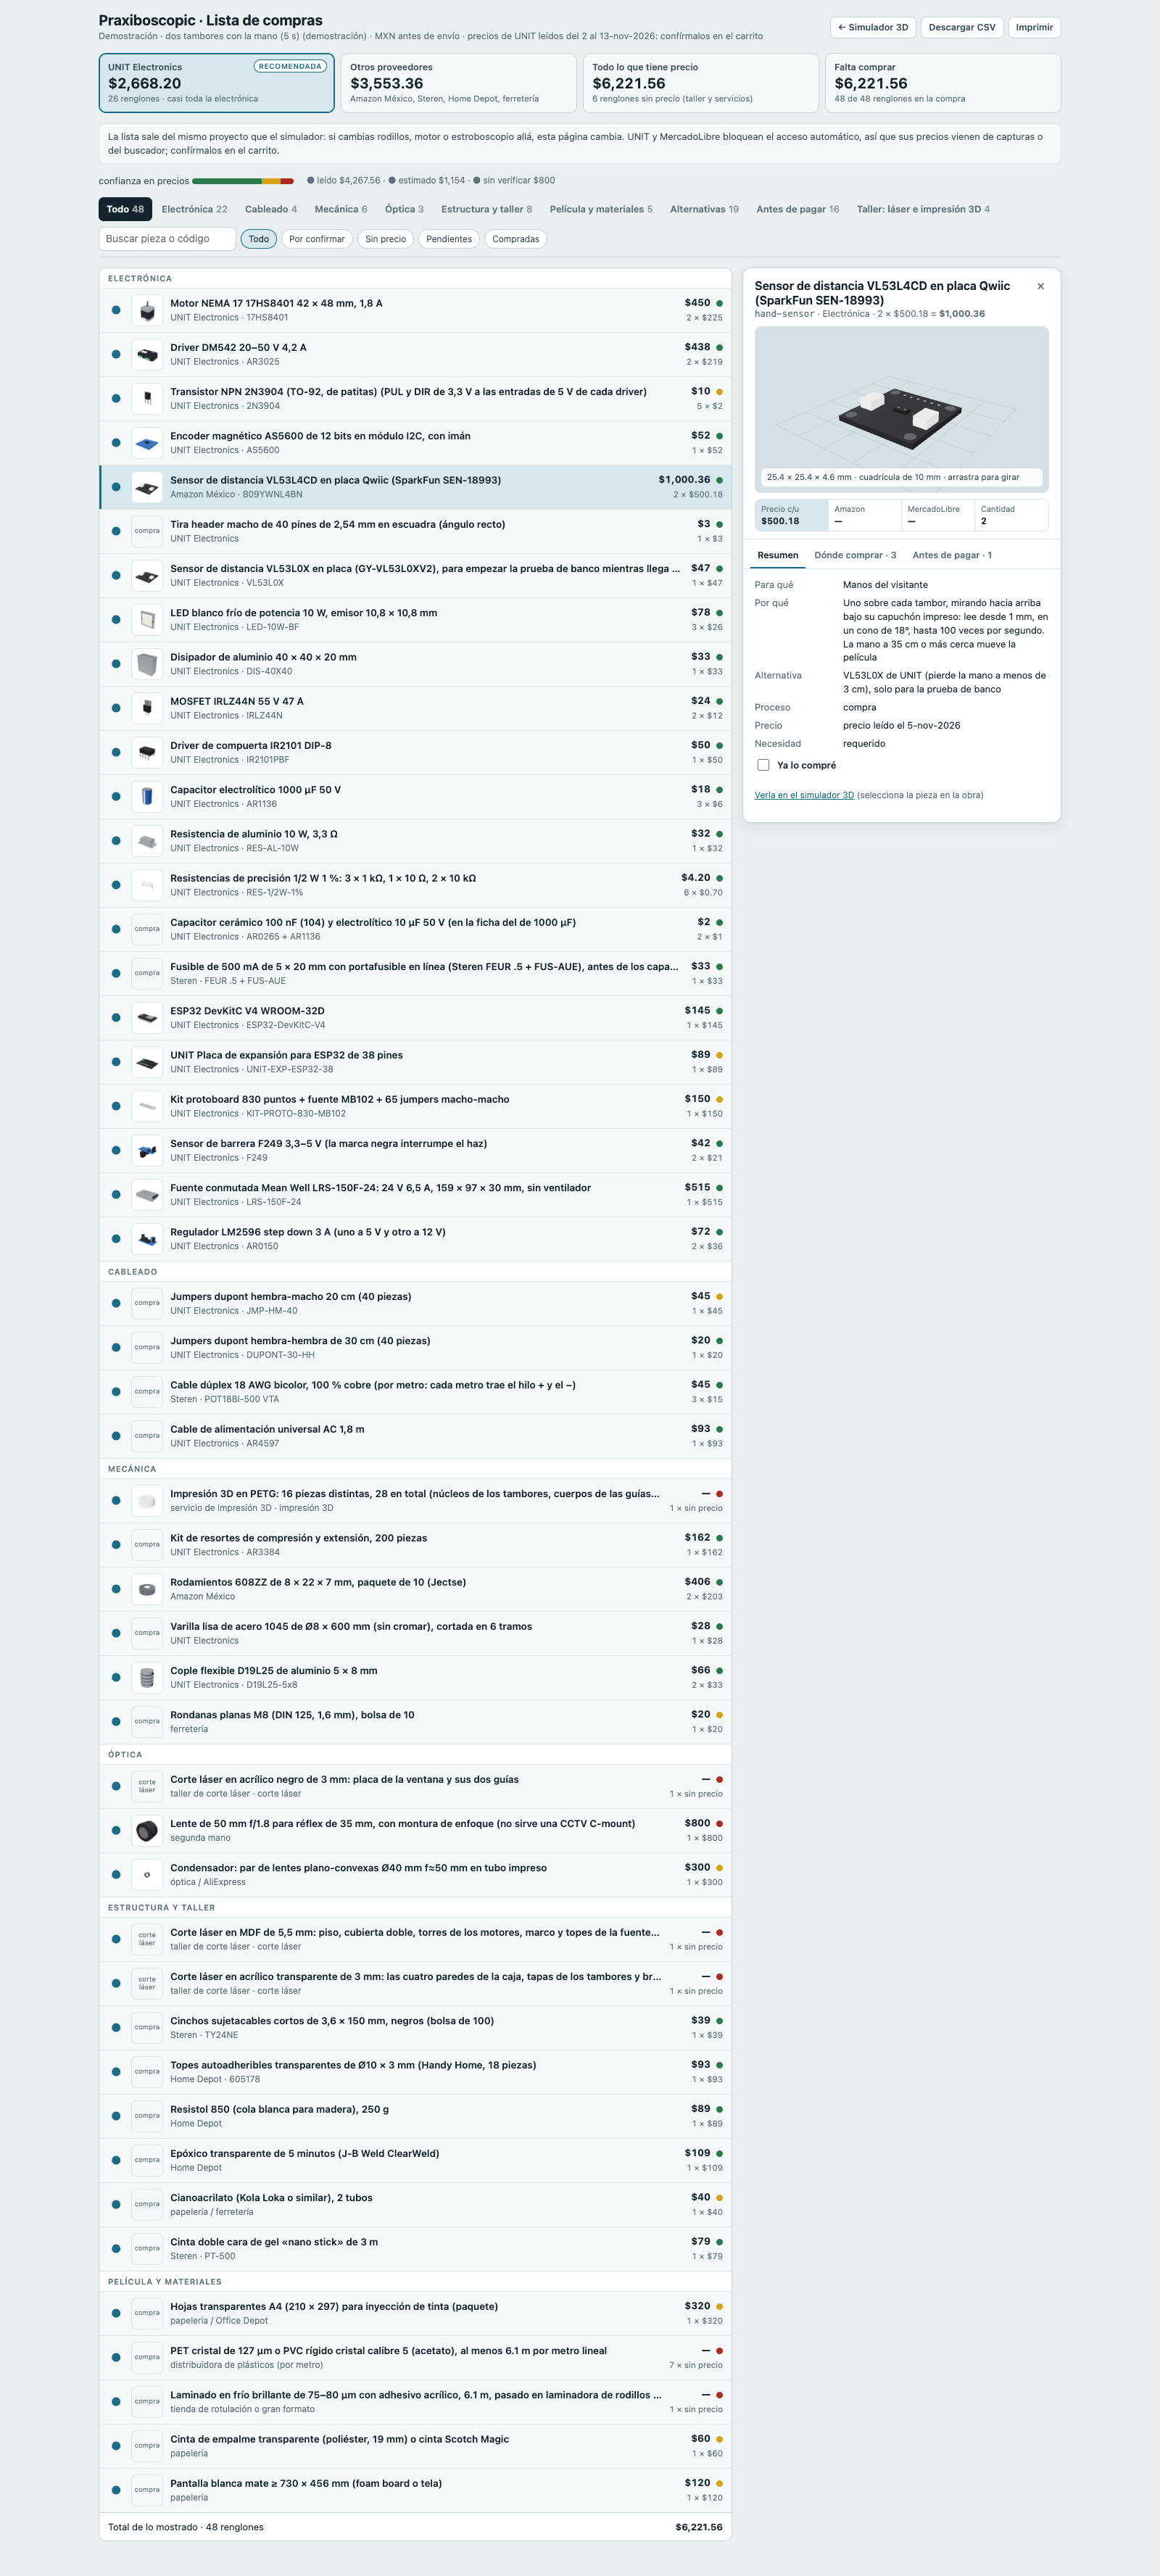 Praxiboscopic · Lista de compras
Demostración · dos tambores con la mano (5 s) (demostración) · MXN antes de envío · precios de UNIT leídos del 2 al 13-nov-2026: confírmalos en el carrito
← Simulador 3D
Descargar CSV
Imprimir
UNIT Electronics
RECOMENDADA
$2,668.20
26 renglones · casi toda la electrónica
Otros proveedores
$3,553.36
Amazon México, Steren, Home Depot, ferretería
Todo lo que tiene precio
$6,221.56
6 renglones sin precio (taller y servicios)
Falta comprar
$6,221.56
48 de 48 renglones en la compra
La lista sale del mismo proyecto que el simulador: si cambias rodillos, motor o estroboscopio allá, esta página cambia. UNIT y MercadoLibre bloquean el acceso automático, así que sus precios vienen de capturas o
del buscador; confírmalos en el carrito.
confianza en precios
leído $4,267.56 · estimado $1,154 · sin verificar $800
Todo 48
Electrónica 22
Cableado 4
Mecánica 6
Óptica 3
Estructura y taller 8
Película y materiales 5
Alternativas 19
Antes de pagar 16
Taller: láser e impresión 3D 4
Buscar pieza o código
Todo
Por confirmar
Sin precio
Pendientes
Compradas
ELECTRÓNICA
Motor NEMA 17 17HS8401 42 × 48 mm, 1,8 A
$450
UNIT Electronics · 17HS8401
2 × $225
Driver DM542 20–50 V 4,2 A
$438
UNIT Electronics · AR3025
2 × $219
Transistor NPN 2N3904 (TO-92, de patitas) (PUL y DIR de 3,3 V a las entradas de 5 V de cada driver)
$10
UNIT Electronics · 2N3904
5 × $2
Encoder magnético AS5600 de 12 bits en módulo I2C, con imán
$52
UNIT Electronics · AS5600
1 × $52
Sensor de distancia VL53L4CD en placa Qwiic (SparkFun SEN-18993)
$1,000.36
Amazon México · B09YWNL4BN
2 × $500.18
compra
Tira header macho de 40 pines de 2,54 mm en escuadra (ángulo recto)
$3
UNIT Electronics
1 × $3
Sensor de distancia VL53L0X en placa (GY-VL53L0XV2), para empezar la prueba de banco mientras llega ...
$47
UNIT Electronics · VL53L0X
1 × $47
LED blanco frío de potencia 10 W, emisor 10,8 × 10,8 mm
$78
UNIT Electronics · LED-10W-BF
3 × $26
Disipador de aluminio 40 × 40 × 20 mm
$33
UNIT Electronics · DIS-40X40
1 × $33
MOSFET IRLZ44N 55 V 47 A
$24
UNIT Electronics · IRLZ44N
2 × $12
Driver de compuerta IR2101 DIP-8
$50
UNIT Electronics · IR2101PBF
1 × $50
Capacitor electrolítico 1000 µF 50 V
$18
UNIT Electronics · AR1136
3 × $6
Resistencia de aluminio 10 W, 3,3 Ω
$32
UNIT Electronics · RES-AL-10W
1 × $32
Resistencias de precisión 1/2 W 1 %: 3 × 1 kΩ, 1 × 10 Ω, 2 × 10 kΩ
$4.20
UNIT Electronics · RES-1/2W-1%
6 × $0.70
compra
Capacitor cerámico 100 nF (104) y electrolítico 10 µF 50 V (en la ficha del de 1000 µF)
$2
UNIT Electronics · AR0265 + AR1136
2 × $1
compra
Fusible de 500 mA de 5 × 20 mm con portafusible en línea (Steren FEUR .5 + FUS-AUE), antes de los capa...
$33
Steren · FEUR .5 + FUS-AUE
1 × $33
ESP32 DevKitC V4 WROOM-32D
$145
UNIT Electronics · ESP32-DevKitC-V4
1 × $145
UNIT Placa de expansión para ESP32 de 38 pines
$89
UNIT Electronics · UNIT-EXP-ESP32-38
1 × $89
Kit protoboard 830 puntos + fuente MB102 + 65 jumpers macho-macho
$150
UNIT Electronics · KIT-PROTO-830-MB102
1 × $150
Sensor de barrera F249 3,3–5 V (la marca negra interrumpe el haz)
$42
UNIT Electronics · F249
2 × $21
Fuente conmutada Mean Well LRS-150F-24: 24 V 6,5 A, 159 × 97 × 30 mm, sin ventilador
$515
UNIT Electronics · LRS-150F-24
1 × $515
Regulador LM2596 step down 3 A (uno a 5 V y otro a 12 V)
$72
UNIT Electronics · AR0150
2 × $36
CABLEADO
compra
Jumpers dupont hembra-macho 20 cm (40 piezas)
$45
UNIT Electronics · JMP-HM-40
1 × $45
compra
Jumpers dupont hembra-hembra de 30 cm (40 piezas)
$20
UNIT Electronics · DUPONT-30-HH
1 × $20
compra
Cable dúplex 18 AWG bicolor, 100 % cobre (por metro: cada metro trae el hilo + y el −)
$45
Steren · POT18BI-500 VTA
3 × $15
compra
Cable de alimentación universal AC 1,8 m
$93
UNIT Electronics · AR4597
1 × $93
MECÁNICA
Impresión 3D en PETG: 16 piezas distintas, 28 en total (núcleos de los tambores, cuerpos de las guías...
—
servicio de impresión 3D · impresión 3D
1 × sin precio
compra
Kit de resortes de compresión y extensión, 200 piezas
$162
UNIT Electronics · AR3384
1 × $162
Rodamientos 608ZZ de 8 × 22 × 7 mm, paquete de 10 (Jectse)
$406
Amazon México
2 × $203
compra
Varilla lisa de acero 1045 de Ø8 × 600 mm (sin cromar), cortada en 6 tramos
$28
UNIT Electronics
1 × $28
Cople flexible D19L25 de aluminio 5 × 8 mm
$66
UNIT Electronics · D19L25-5x8
2 × $33
compra
Rondanas planas M8 (DIN 125, 1,6 mm), bolsa de 10
$20
ferretería
1 × $20
ÓPTICA
corte
láser
Corte láser en acrílico negro de 3 mm: placa de la ventana y sus dos guías
—
taller de corte láser · corte láser
1 × sin precio
Lente de 50 mm f/1.8 para réflex de 35 mm, con montura de enfoque (no sirve una CCTV C-mount)
$800
segunda mano
1 × $800
Condensador: par de lentes plano-convexas Ø40 mm f≈50 mm en tubo impreso
$300
óptica / AliExpress
1 × $300
ESTRUCTURA Y TALLER
corte
láser
Corte láser en MDF de 5,5 mm: piso, cubierta doble, torres de los motores, marco y topes de la fuente...
—
taller de corte láser · corte láser
1 × sin precio
corte
láser
Corte láser en acrílico transparente de 3 mm: las cuatro paredes de la caja, tapas de los tambores y br...
—
taller de corte láser · corte láser
1 × sin precio
compra
Cinchos sujetacables cortos de 3,6 × 150 mm, negros (bolsa de 100)
$39
Steren · TY24NE
1 × $39
compra
Topes autoadheribles transparentes de Ø10 × 3 mm (Handy Home, 18 piezas)
$93
Home Depot · 605178
1 × $93
compra
Resistol 850 (cola blanca para madera), 250 g
$89
Home Depot
1 × $89
compra
Epóxico transparente de 5 minutos (J-B Weld ClearWeld)
$109
Home Depot
1 × $109
compra
Cianoacrilato (Kola Loka o similar), 2 tubos
$40
papelería / ferretería
1 × $40
compra
Cinta doble cara de gel «nano stick» de 3 m
$79
Steren · PT-500
1 × $79
PELÍCULA Y MATERIALES
compra
Hojas transparentes A4 (210 × 297) para inyección de tinta (paquete)
$320
papelería / Office Depot
1 × $320
compra
PET cristal de 127 µm o PVC rígido cristal calibre 5 (acetato), al menos 6.1 m por metro lineal
—
distribuidora de plásticos (por metro)
7 × sin precio
compra
Laminado en frío brillante de 75–80 µm con adhesivo acrílico, 6.1 m, pasado en laminadora de rodillos ...
—
tienda de rotulación o gran formato
1 × sin precio
compra
Cinta de empalme transparente (poliéster, 19 mm) o cinta Scotch Magic
$60
papelería
1 × $60
compra
Pantalla blanca mate ≥ 730 × 456 mm (foam board o tela)
$120
papelería
1 × $120
Total de lo mostrado · 48 renglones
$6,221.56
Sensor de distancia VL53L4CD en placa Qwiic
(SparkFun SEN-18993)
×
hand-sensor · Electrónica · 2 × $500.18 = $1,000.36
25.4 × 25.4 × 4.6 mm · cuadrícula de 10 mm · arrastra para girar
Precio c/u
$500.18
Amazon
—
MercadoLibre
—
Cantidad
2
Resumen
Dónde comprar · 3
Antes de pagar · 1
Para qué
Manos del visitante
Por qué
Uno sobre cada tambor, mirando hacia arriba
bajo su capuchón impreso: lee desde 1 mm, en
un cono de 18°, hasta 100 veces por segundo.
La mano a 35 cm o más cerca mueve la
película
Alternativa
VL53L0X de UNIT (pierde la mano a menos de
3 cm), solo para la prueba de banco
Proceso
compra
Precio
precio leído el 5-nov-2026
Necesidad
requerido
Ya lo compré
Verla en el simulador 3D (selecciona la pieza en la obra)